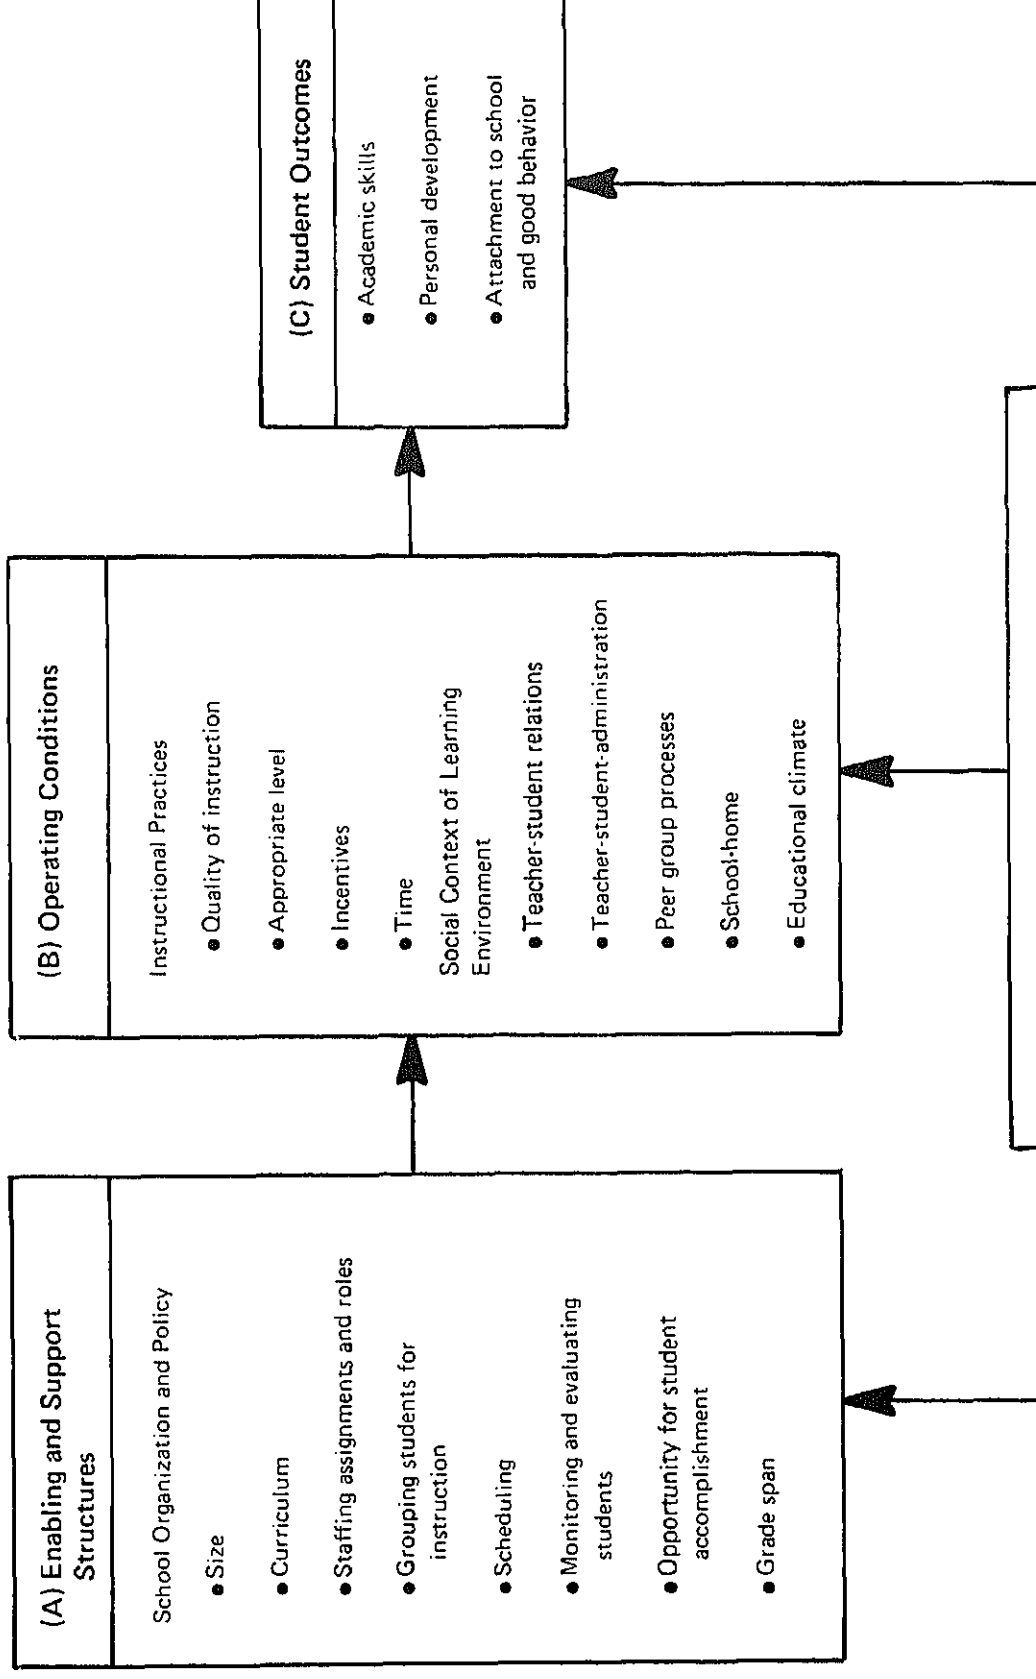 (A) Enabling and Support
Structures
School Organization and Policy
● Size
● Curriculum
● Staffing assignments and roles
● Grouping students for
instruction
● Scheduling
● Monitoring and evaluating
students
● Opportunity for student
accomplishment
● Grade span
(B) Operating Conditions
Instructional Practices
● Quality of instruction
● Appropriate level
● Incentives
● Time
Social Context of Learning
Environment
● Teacher-student relations
● Teacher-student-administration
● Peer group processes
● School-home
● Educational climate
(C) Student Outcomes
● Academic skills
● Personal development
● Attachment to school
and good behavior